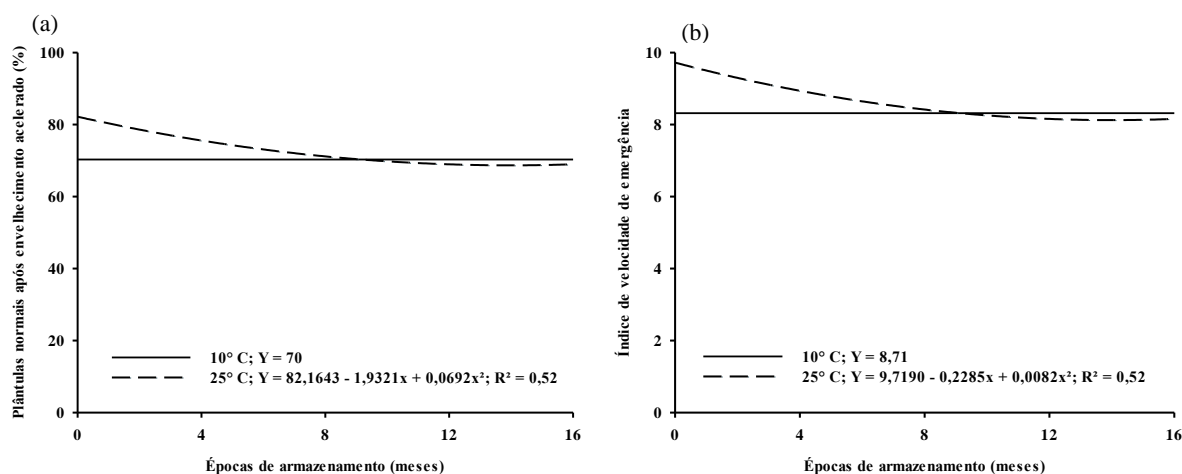 (a)
Plântulas normais após envelhecimento acelerado (%)
100
80
60
40
20
0
10° C; Y = 70
25° C; Y = 82,1643 - 1,9321x + 0,0692x²; R² = 0,52
0 4 8 12 16
Épocas de armazenamento (meses)
(b)
Índice de velocidade de emergência
10
8
6
4
2
0
10° C; Y = 8,71
25° C; Y = 9,7190 - 0,2285x + 0,0082x²; R² = 0,52
0 4 8 12 16
Épocas de armazenamento (meses)